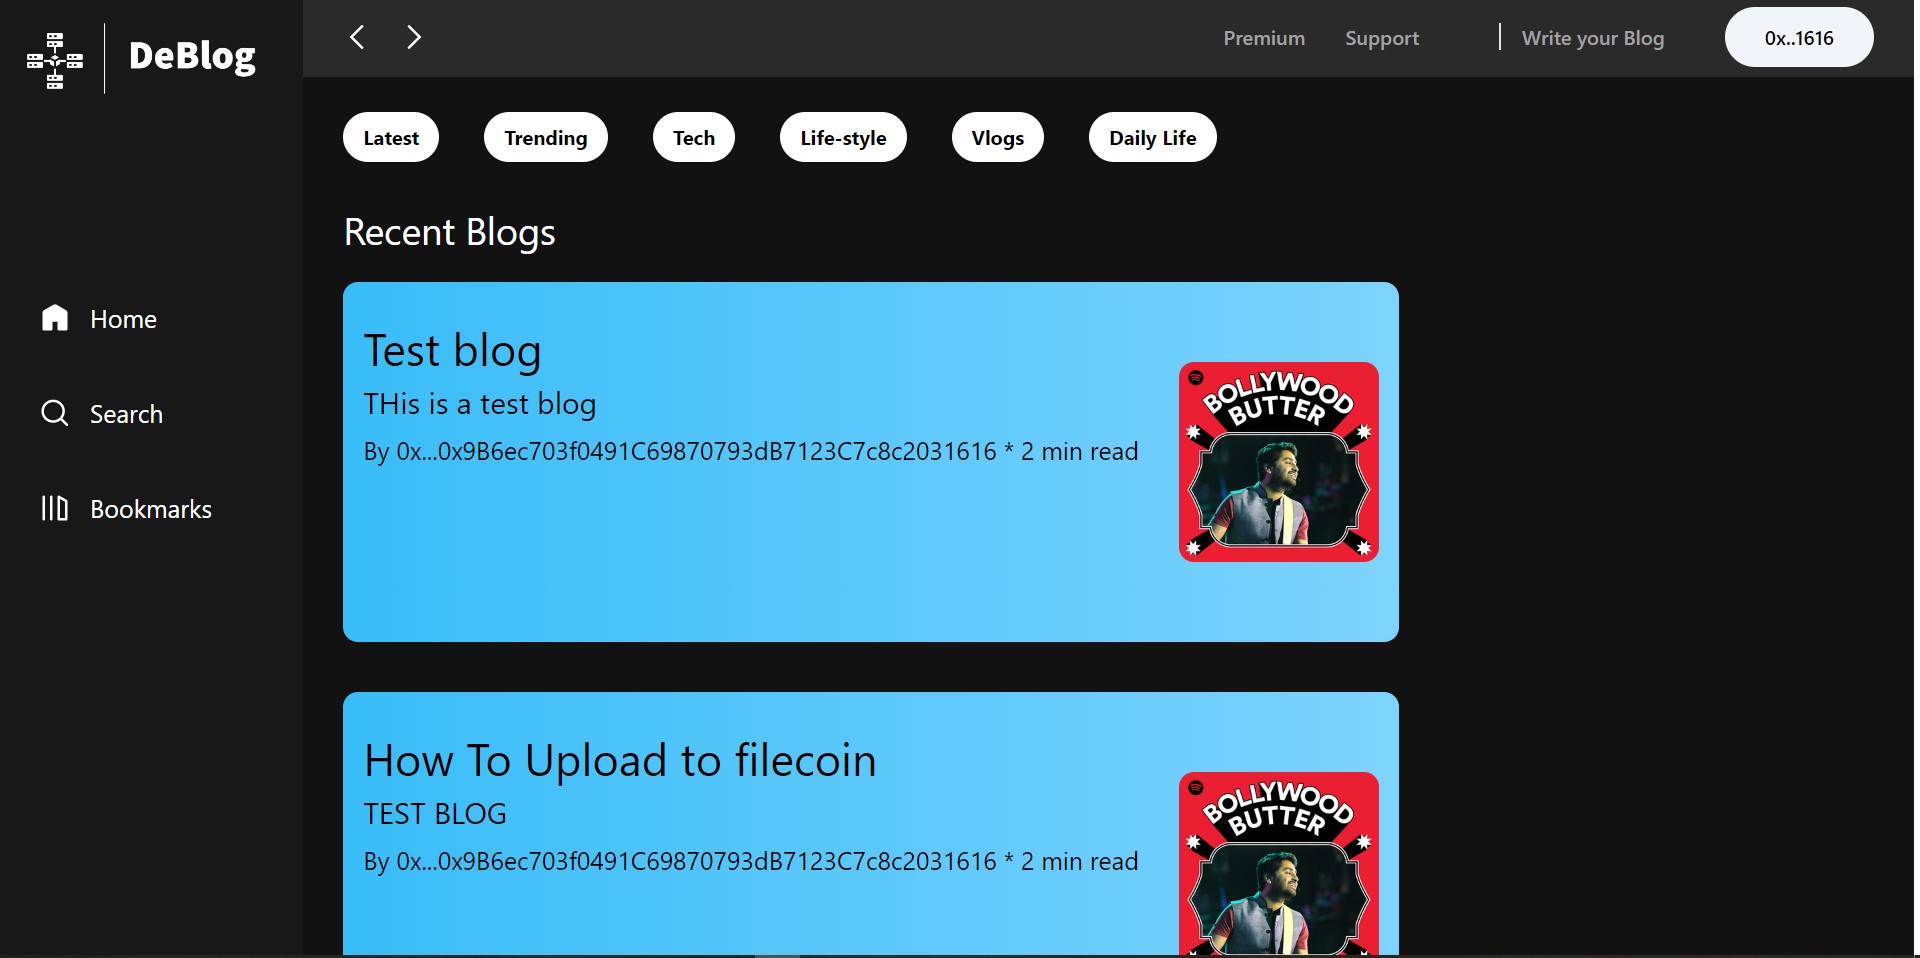 DeBlog
Premium Support Write your Blog 0x..1616
Latest Trending Tech Life-style Vlogs Daily Life
Recent Blogs
Home
Search
Bookmarks
Test blog
THis is a test blog
By 0x...0x9B6ec703f0491C69870793dB7123C7c8c2031616 * 2 min read
BOLLYWOOD
BUTTER
How To Upload to filecoin
TEST BLOG
By 0x...0x9B6ec703f0491C69870793dB7123C7c8c2031616 * 2 min read
BOLLYWOOD
BUTTER